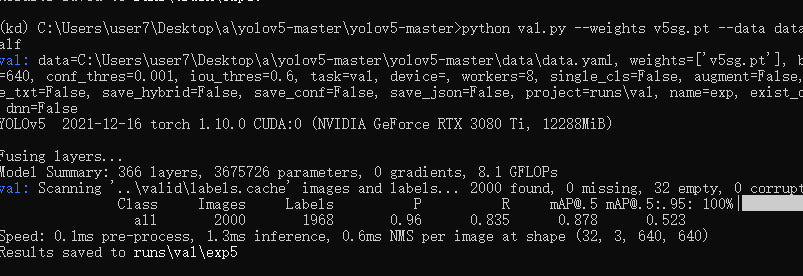 (kd) C:\Users\user7\Desktop\a\yolov5-master\yolov5-master>python val.py --weights v5sg.pt --data data
alf
val: data=C:\Users\user7\Desktop\a\yolov5-master\yolov5-master\data\data.yaml, weights=['v5sg.pt'], b
=640, conf_thres=0.001, iou_thres=0.6, task=val, device=, workers=8, single_cls=False, augment=False,
e_txt=False, save_hybrid=False, save_conf=False, save_json=False, project=runs\val, name=exp, exist_o
dnn=False
YOLOv5 2021-12-16 torch 1.10.0 CUDA:0 (NVIDIA GeForce RTX 3080 Ti, 12288MiB)
Fusing layers...
Model Summary: 366 layers, 3675726 parameters, 0 gradients, 8.1 GFLOPs
val: Scanning '..\valid\labels.cache' images and labels... 2000 found, 0 missing, 32 empty, 0 corrupt
Class Images Labels P R mAP@.5 mAP@.5:.95: 100%|
all 2000 1968 0.96 0.835 0.878 0.523
Speed: 0.1ms pre-process, 1.3ms inference, 0.6ms NMS per image at shape (32, 3, 640, 640)
Results saved to runs\val\exp5